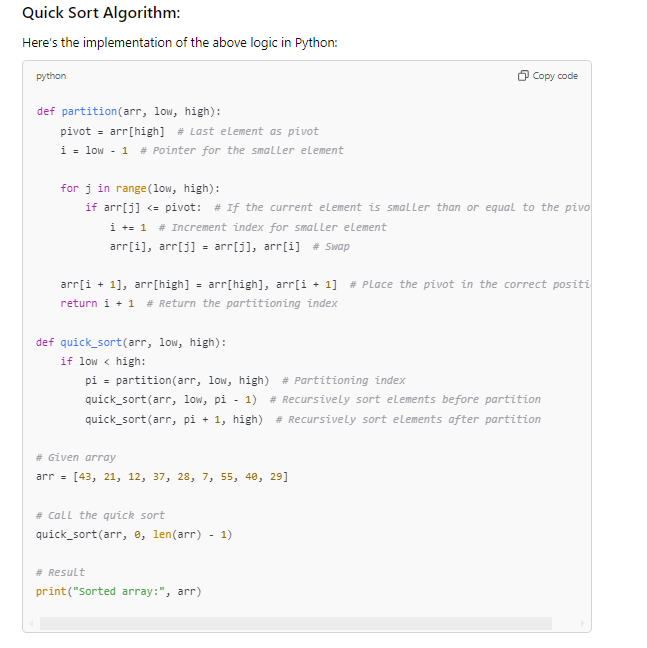 Quick Sort Algorithm:
Here's the implementation of the above logic in Python:
python
Copy code
def partition(arr, low, high):
    pivot = arr[high]  # Last element as pivot
    i = low - 1  # Pointer for the smaller element
    for j in range(low, high):
        if arr[j] <= pivot:  # If the current element is smaller than or equal to the pivo
            i += 1  # Increment index for smaller element
            arr[i], arr[j] = arr[j], arr[i]  # Swap
    arr[i + 1], arr[high] = arr[high], arr[i + 1]  # Place the pivot in the correct positi
    return i + 1  # Return the partitioning index
def quick_sort(arr, low, high):
    if low < high:
        pi = partition(arr, low, high)  # Partitioning index
        quick_sort(arr, low, pi - 1)  # Recursively sort elements before partition
        quick_sort(arr, pi + 1, high)  # Recursively sort elements after partition
# Given array
arr = [43, 21, 12, 37, 28, 7, 55, 40, 29]
# Call the quick sort
quick_sort(arr, 0, len(arr) - 1)
# Result
print("Sorted array:", arr)